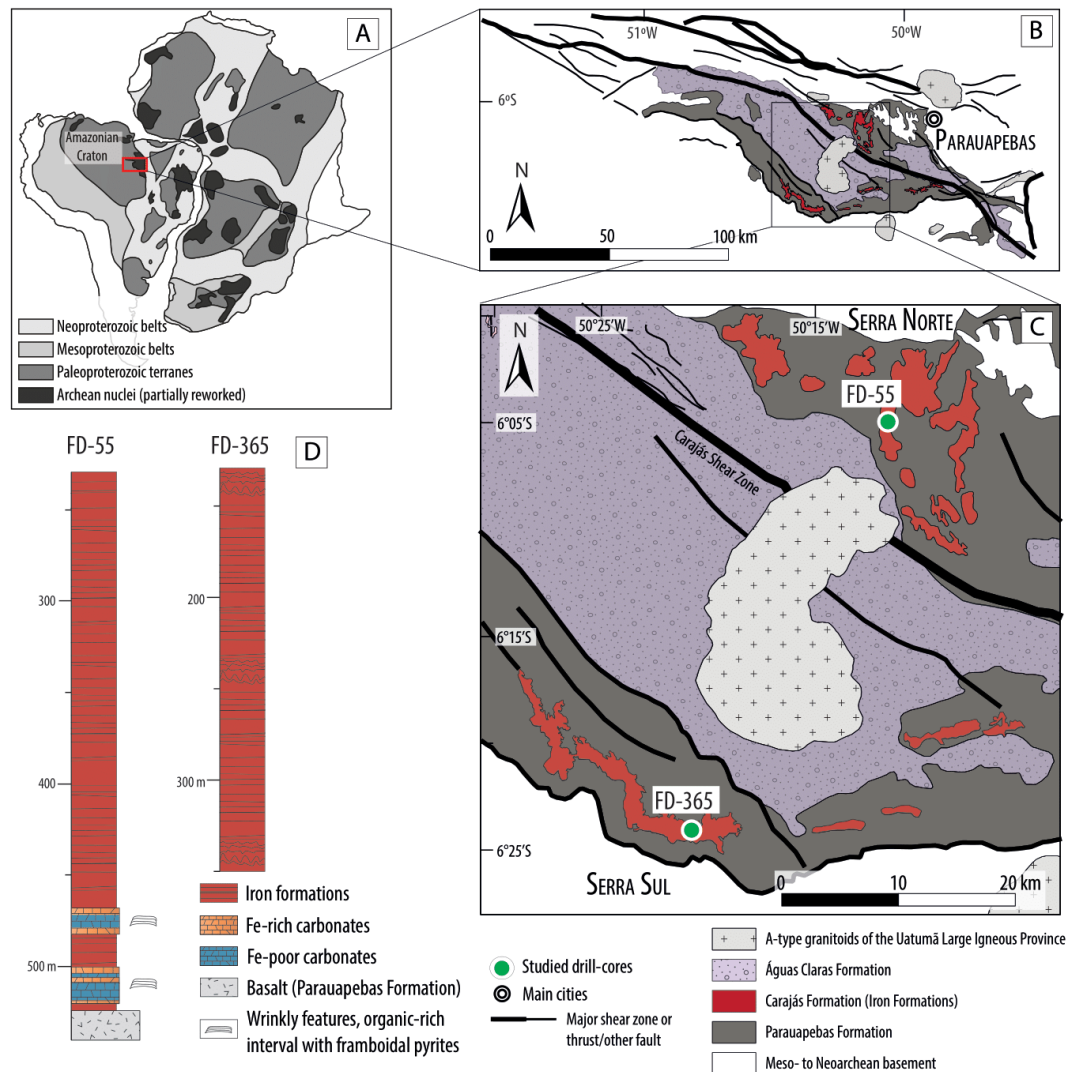 A
Amazonian
Craton
Neoproterozoic belts
Mesoproterozoic belts
Paleoproterozoic terranes
Archean nuclei (partially reworked)
B
51ºW
50ºW
6ºS
PARAUAPEBAS
N
0
50
100 km
C
N
50°25'W
50°15'W
SERRA NORTE
FD-55
6°05'S
Carajás Shear Zone
6°15'S
FD-365
6°25'S
SERRA SUL
0
10
20 km
D
FD-55
FD-365
300
400
500 m
200
300 m
Iron formations
Fe-rich carbonates
Fe-poor carbonates
Basalt (Parauapebas Formation)
Wrinkly features, organic-rich
interval with framboidal pyrites
Studied drill-cores
Main cities
Major shear zone or
thrust/other fault
A-type granitoids of the Uatumã Large Igneous Province
Águas Claras Formation
Carajás Formation (Iron Formations)
Parauapebas Formation
Meso- to Neoarchean basement